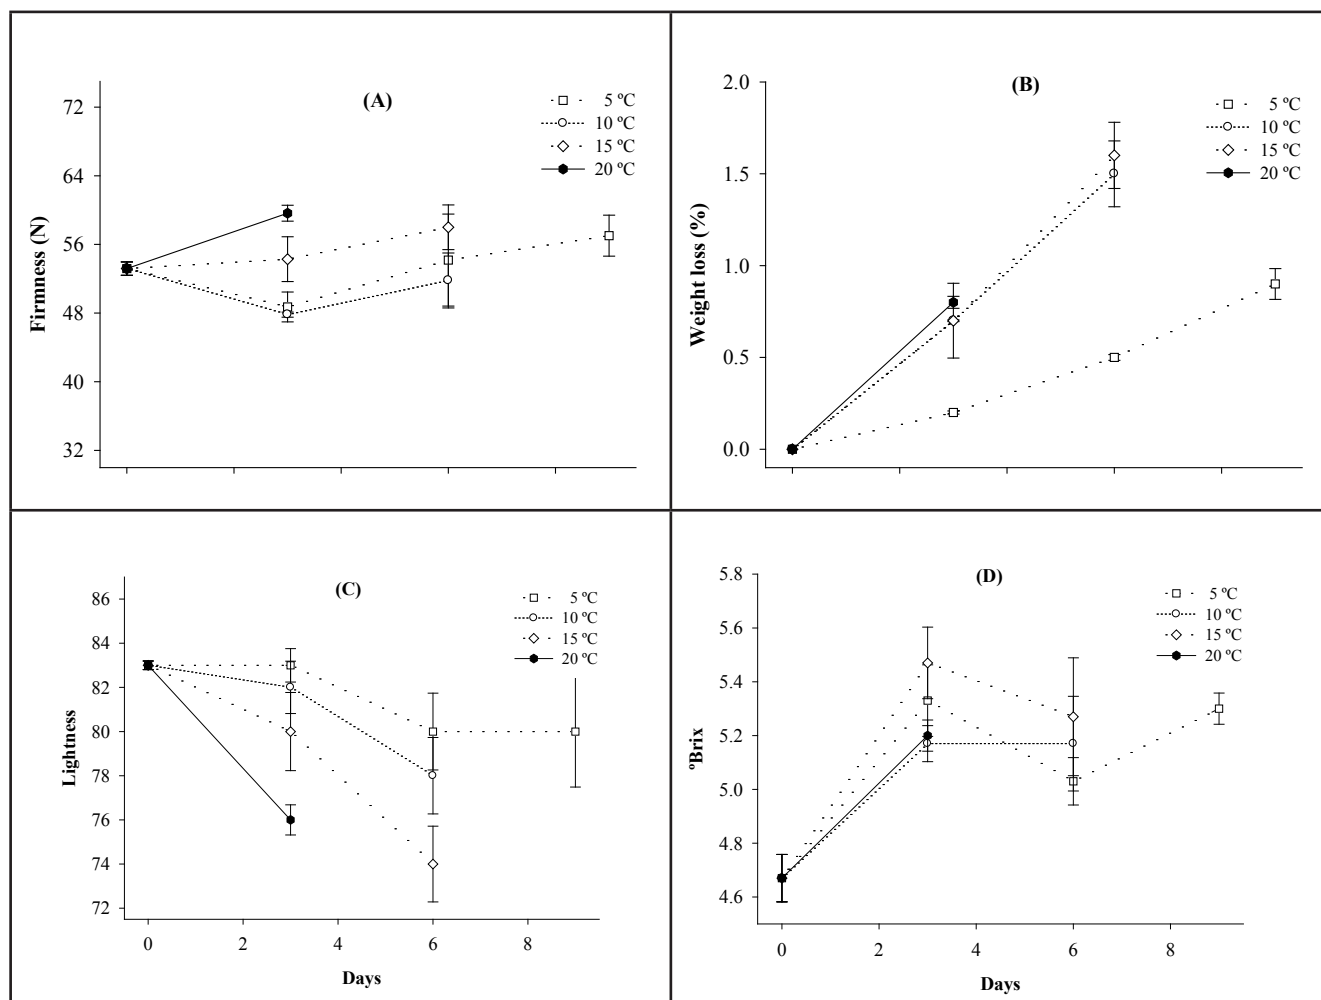 (A)
5 ºC
10 ºC
15 ºC
20 ºC
72
64
56
48
40
32
Firmness (N)
(B)
5 ºC
10 ºC
15 ºC
20 ºC
2.0
1.5
1.0
0.5
0.0
Weight loss (%)
(C)
5 ºC
10 ºC
15 ºC
20 ºC
86
84
82
80
78
76
74
72
Lightness
0 2 4 6 8
Days
(D)
5 ºC
10 ºC
15 ºC
20 ºC
5.8
5.6
5.4
5.2
5.0
4.8
4.6
ºBrix
0 2 4 6 8
Days